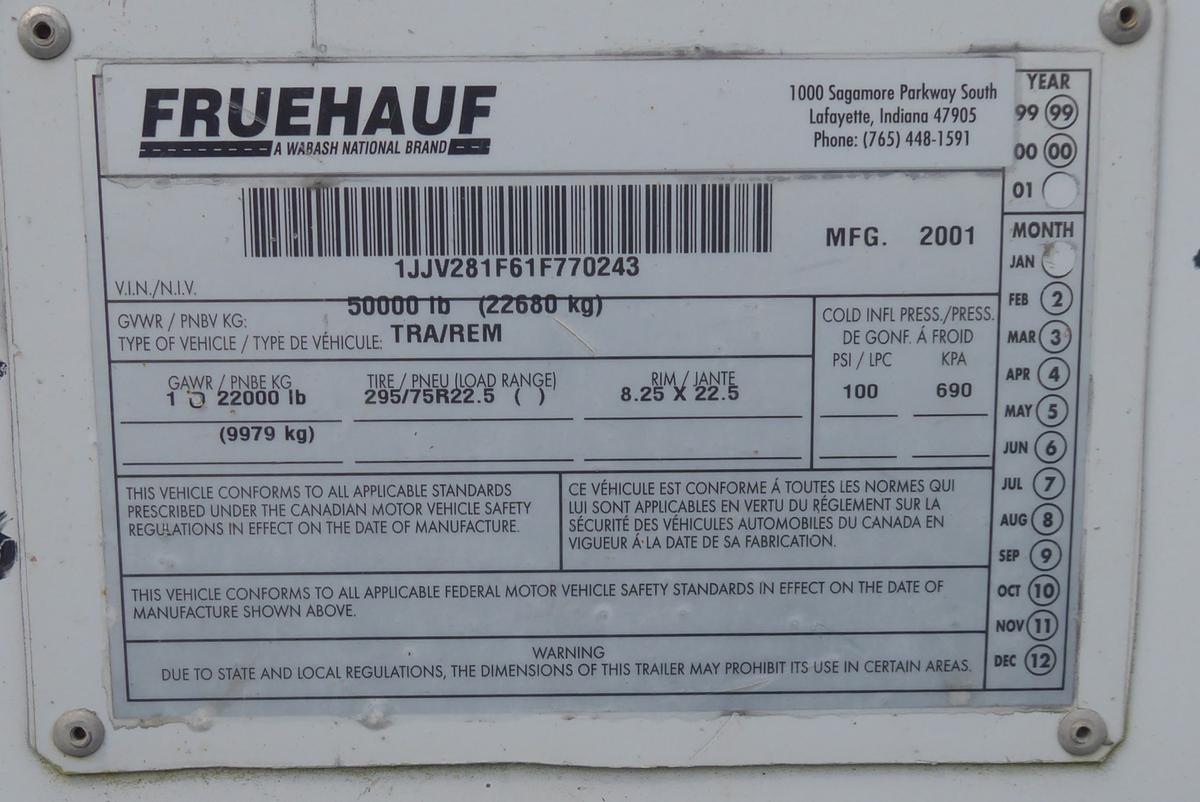 FRUEHAUF
A WABASH NATIONAL BRAND
1000 Sagamore Parkway South
Lafayette, Indiana 47905
Phone: (765) 448-1591
YEAR
99 99
00 00
01
MFG. 2001
1JJV281F61F770243
V.I.N./N.I.V.
MONTH
JAN
FEB 2
MAR 3
APR 4
MAY 5
JUN 6
JUL 7
AUG 8
SEP 9
OCT 10
NOV 11
DEC 12
50000 lb (22680 kg)
GVWR / PNBV KG:
TYPE OF VEHICLE / TYPE DE VÉHICULE: TRA/REM
COLD INFL PRESS./PRESS.
DE GONF. Á FROID
PSI / LPC KPA
100 690
GAWR / PNBE KG TIRE / PNEU (LOAD RANGE) RIM / JANTE
1 22000 lb 295/75R22.5 ( ) 8.25 X 22.5
(9979 kg)
THIS VEHICLE CONFORMS TO ALL APPLICABLE STANDARDS
PRESCRIBED UNDER THE CANADIAN MOTOR VEHICLE SAFETY
REGULATIONS IN EFFECT ON THE DATE OF MANUFACTURE.
CE VÉHICULE EST CONFORME Á TOUTES LES NORMES QUI
LUI SONT APPLICABLES EN VERTU DU RÉGLEMENT SUR LA
SÉCURITÉ DES VÉHICULES AUTOMOBILES DU CANADA EN
VIGUEUR Á LA DATE DE SA FABRICATION.
THIS VEHICLE CONFORMS TO ALL APPLICABLE FEDERAL MOTOR VEHICLE SAFETY STANDARDS IN EFFECT ON THE DATE OF
MANUFACTURE SHOWN ABOVE.
WARNING
DUE TO STATE AND LOCAL REGULATIONS, THE DIMENSIONS OF THIS TRAILER MAY PROHIBIT ITS USE IN CERTAIN AREAS.